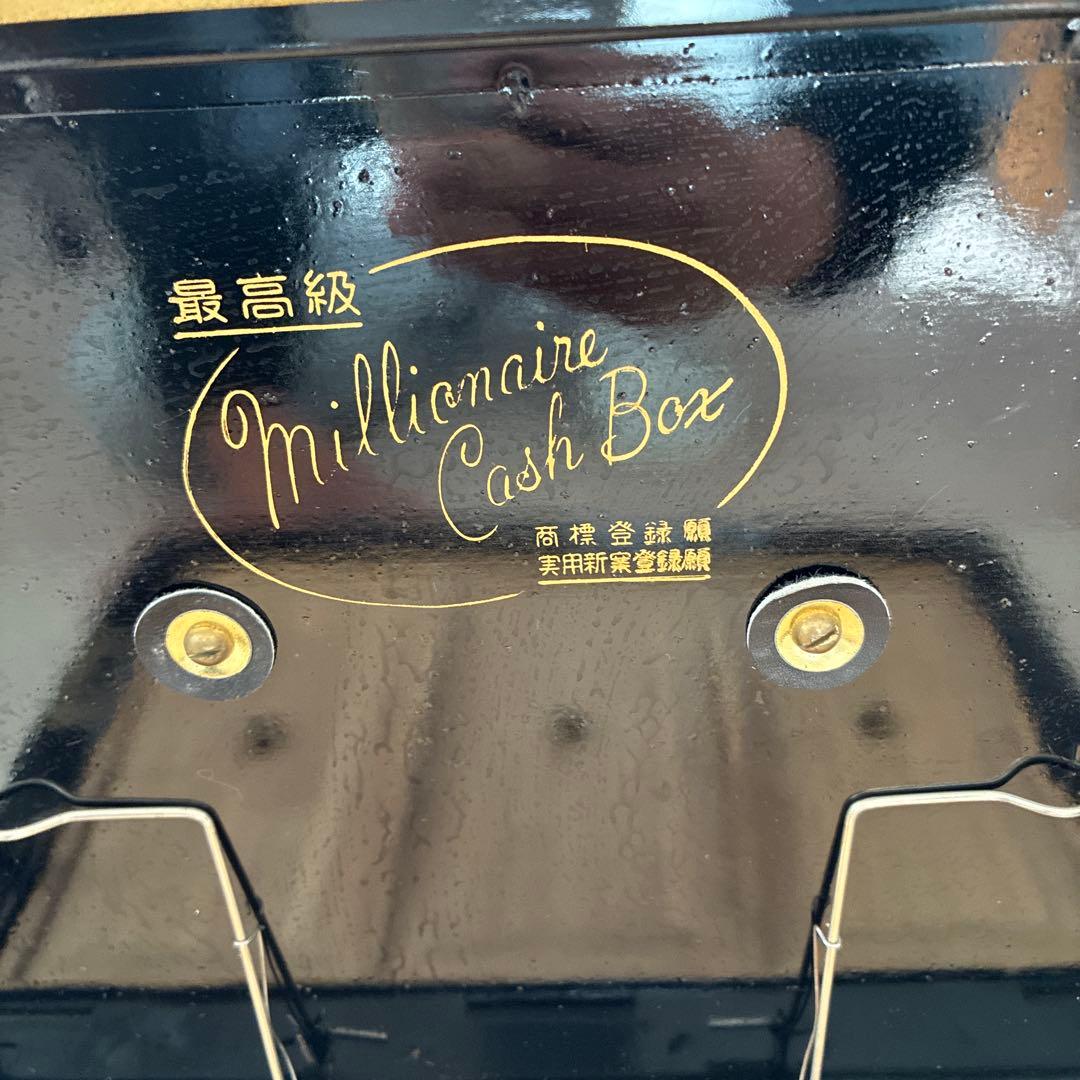 最高級
Millionaire
Cash Box
商標登録願
実用新案登録願